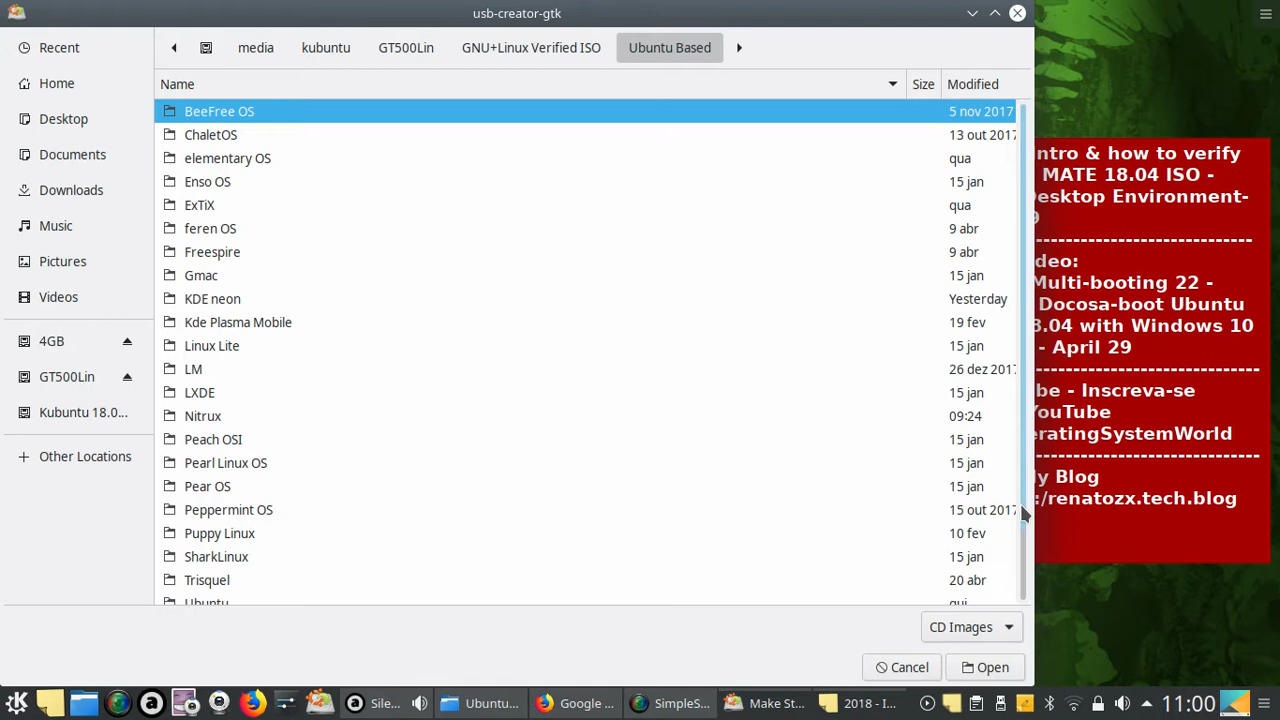 usb-creator-gtk
Recent
media
kubuntu
GT500Lin
GNU+Linux Verified ISO
Ubuntu Based
Home
Desktop
Documents
Downloads
Music
Pictures
Videos
4GB
GT500Lin
Kubuntu 18.0...
Other Locations
Name Size Modified
BeeFree OS 5 nov 2017
ChaletOS 13 out 2017
elementary OS qua
Enso OS 15 jan
ExTiX qua
feren OS 9 abr
Freespire 9 abr
Gmac 15 jan
KDE neon Yesterday
Kde Plasma Mobile 19 fev
Linux Lite 15 jan
LM 26 dez 2017
LXDE 15 jan
Nitrux 09:24
Peach OSI 15 jan
Pearl Linux OS 15 jan
Pear OS 15 jan
Peppermint OS 15 out 2017
Puppy Linux 10 fev
SharkLinux 15 jan
Trisquel 20 abr
Ubuntu qui
CD Images
Cancel
Open
Intro & how to verify
MATE 18.04 ISO -
Desktop Environment-
9
------------------------------
deo:
Multi-booting 22 -
Docosa-boot Ubuntu
8.04 with Windows 10
- April 29
------------------------------
be - Inscreva-se
YouTube
eratingSystemWorld
------------------------------
y Blog
:/renatozx.tech.blog
Sile...
Ubuntu...
Google ...
SimpleS...
Make St...
2018 - I...
11:00